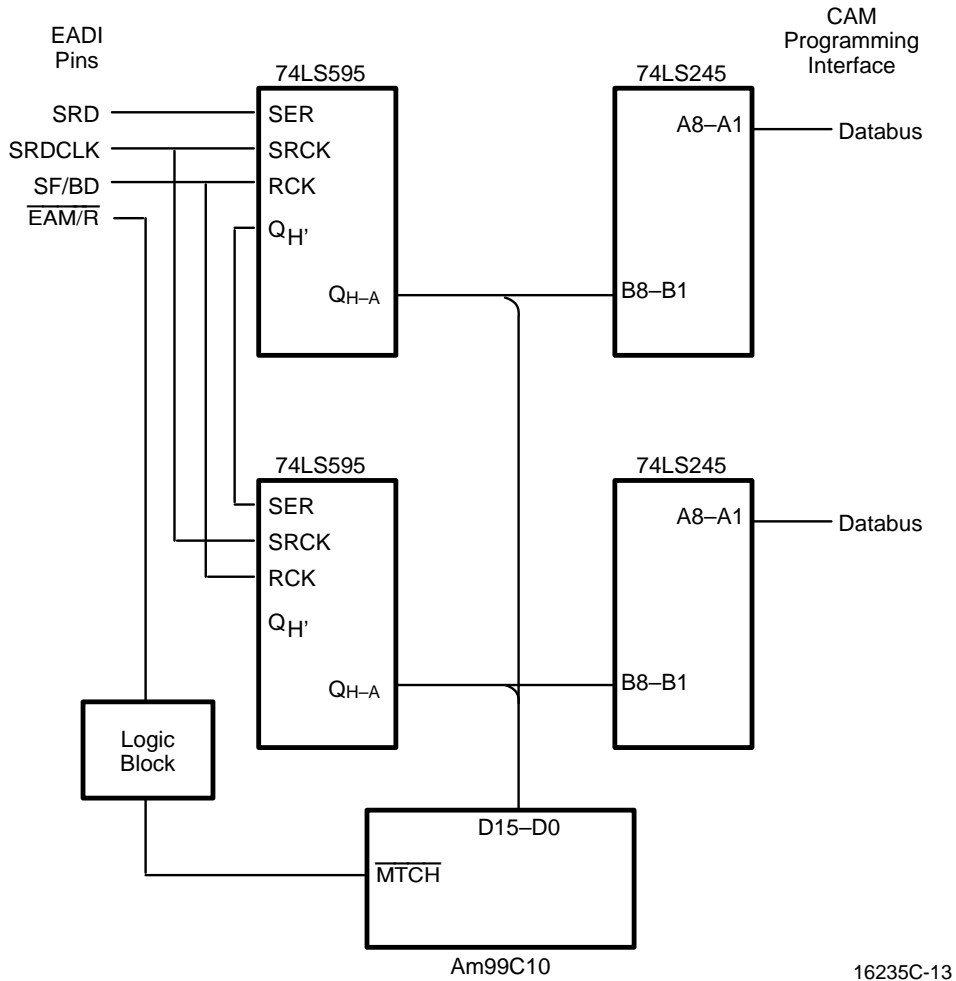 EADI
Pins
CAM
Programming
Interface
74LS595
74LS245
SRD
SRDCLK
SF/BD
EAM/R
SER
SRCK
RCK
QH'
QH–A
A8–A1
B8–B1
Databus
74LS595
74LS245
SER
SRCK
RCK
QH'
QH–A
A8–A1
B8–B1
Databus
Logic
Block
D15–D0
MTCH
Am99C10
16235C-13